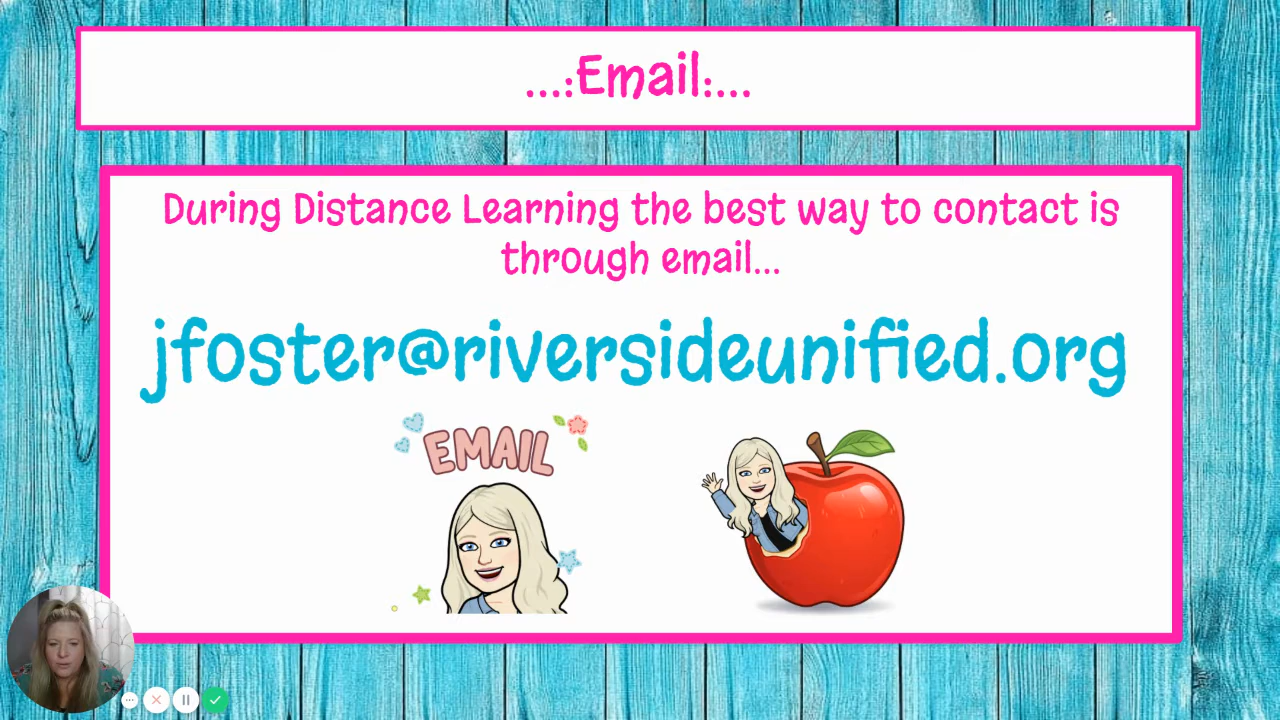 ...:Email:...
During Distance Learning the best way to contact is
through email...
jfoster@riversideunified.org
EMAIL